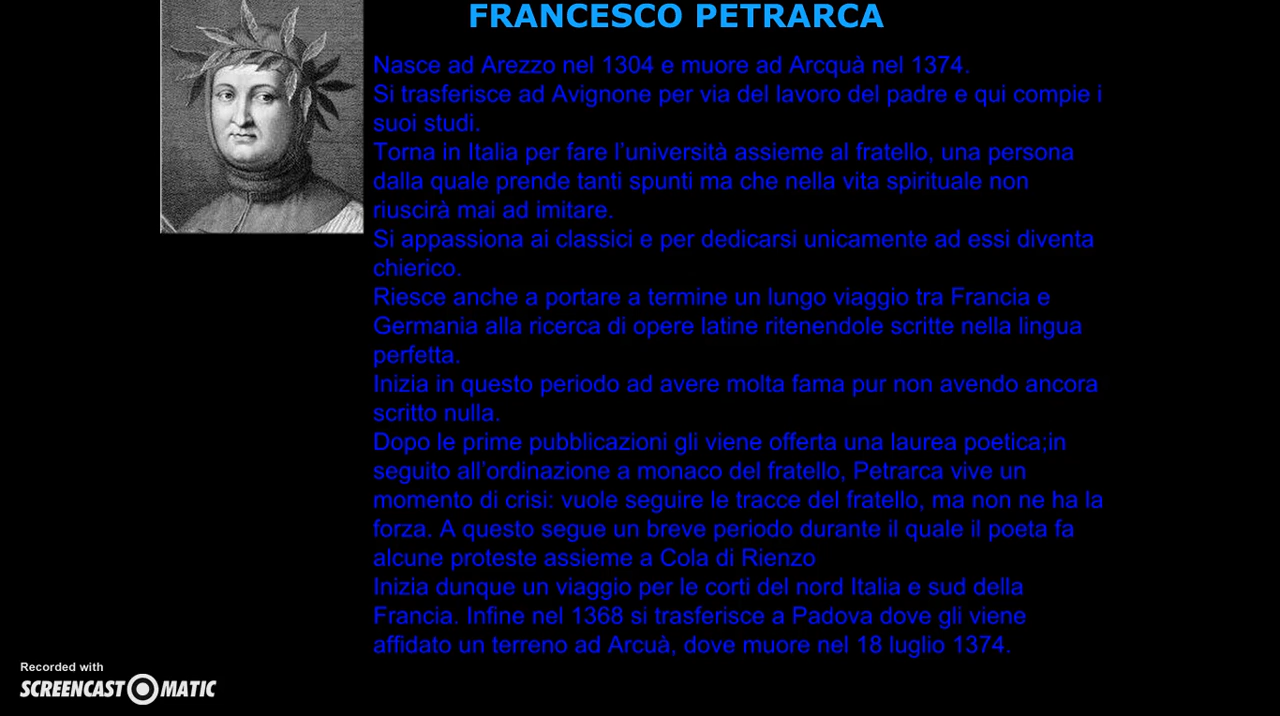 FRANCESCO PETRARCA
Nasce ad Arezzo nel 1304 e muore ad Arcquà nel 1374.
Si trasferisce ad Avignone per via del lavoro del padre e qui compie i
suoi studi.
Torna in Italia per fare l’università assieme al fratello, una persona
dalla quale prende tanti spunti ma che nella vita spirituale non
riuscirà mai ad imitare.
Si appassiona ai classici e per dedicarsi unicamente ad essi diventa
chierico.
Riesce anche a portare a termine un lungo viaggio tra Francia e
Germania alla ricerca di opere latine ritenendole scritte nella lingua
perfetta.
Inizia in questo periodo ad avere molta fama pur non avendo ancora
scritto nulla.
Dopo le prime pubblicazioni gli viene offerta una laurea poetica;in
seguito all’ordinazione a monaco del fratello, Petrarca vive un
momento di crisi: vuole seguire le tracce del fratello, ma non ne ha la
forza. A questo segue un breve periodo durante il quale il poeta fa
alcune proteste assieme a Cola di Rienzo
Inizia dunque un viaggio per le corti del nord Italia e sud della
Francia. Infine nel 1368 si trasferisce a Padova dove gli viene
affidato un terreno ad Arcuà, dove muore nel 18 luglio 1374.
Recorded with
SCREENCAST-O-MATIC